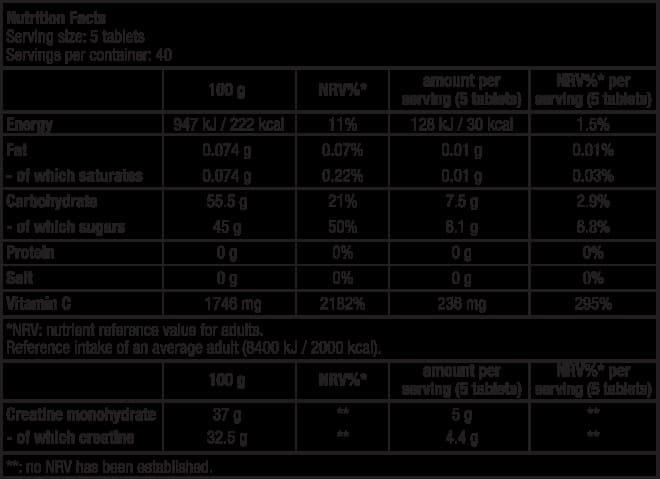 Nutrition Facts
Serving size: 5 tablets
Servings per container: 40
100 g NRV%* amount per serving (5 tablets) NRV%* per serving (5 tablets)
Energy 947 kJ / 222 kcal 11% 128 kJ / 30 kcal 1.5%
Fat 0.074 g 0.07% 0.01 g 0.01%
- of which saturates 0.074 g 0.22% 0.01 g 0.03%
Carbohydrate 55.5 g 21% 7.5 g 2.9%
- of which sugars 45 g 50% 6.1 g 6.8%
Protein 0 g 0% 0 g 0%
Salt 0 g 0% 0 g 0%
Vitamin C 1746 mg 2182% 236 mg 295%
*NRV: nutrient reference value for adults.
Reference intake of an average adult (8400 kJ / 2000 kcal).
100 g NRV%* amount per serving (5 tablets) NRV%* per serving (5 tablets)
Creatine monohydrate 37 g ** 5 g **
- of which creatine 32.5 g ** 4.4 g **
**: no NRV has been established.